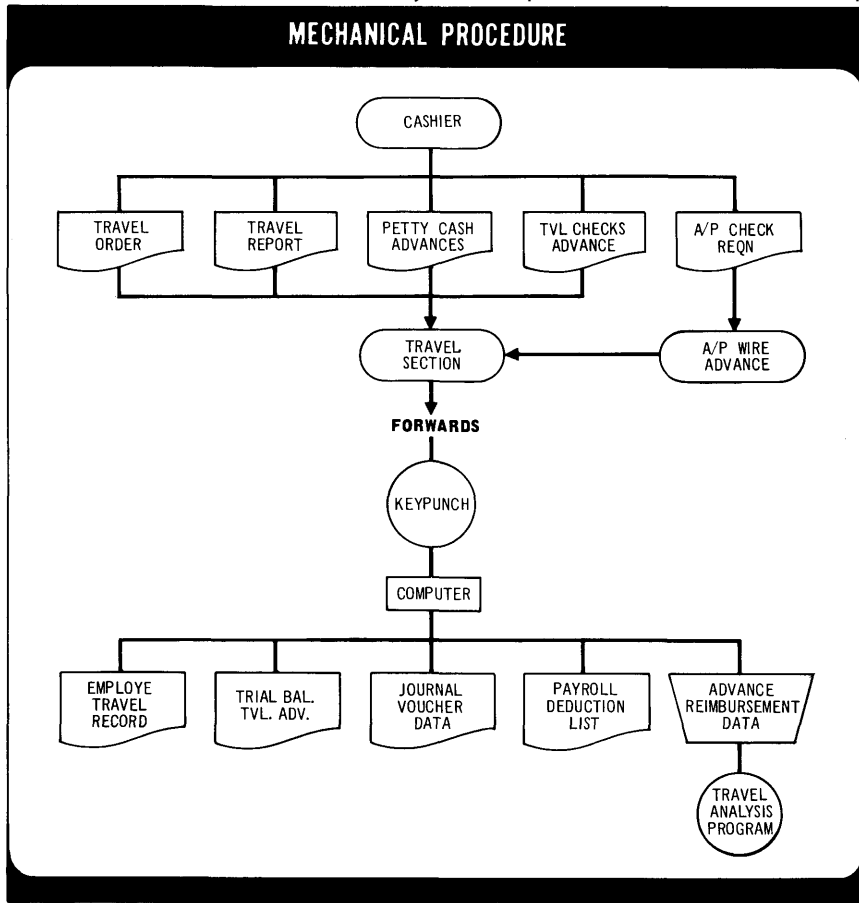 MECHANICAL PROCEDURE
CASHIER
TRAVEL
ORDER
TRAVEL
REPORT
PETTY CASH
ADVANCES
TVL CHECKS
ADVANCE
A/P CHECK
REQN
TRAVEL
SECTION
A/P WIRE
ADVANCE
FORWARDS
KEYPUNCH
COMPUTER
EMPLOYE
TRAVEL
RECORD
TRIAL BAL.
TVL. ADV.
JOURNAL
VOUCHER
DATA
PAYROLL
DEDUCTION
LIST
ADVANCE
REIMBURSEMENT
DATA
TRAVEL
ANALYSIS
PROGRAM